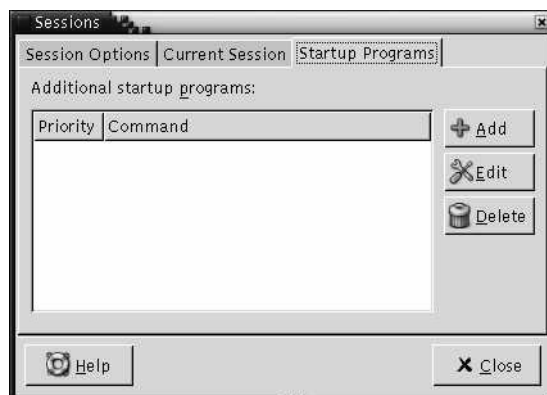 Sessions
Session Options Current Session Startup Programs
Additional startup programs:
Priority Command
Add
Edit
Delete
Help Close